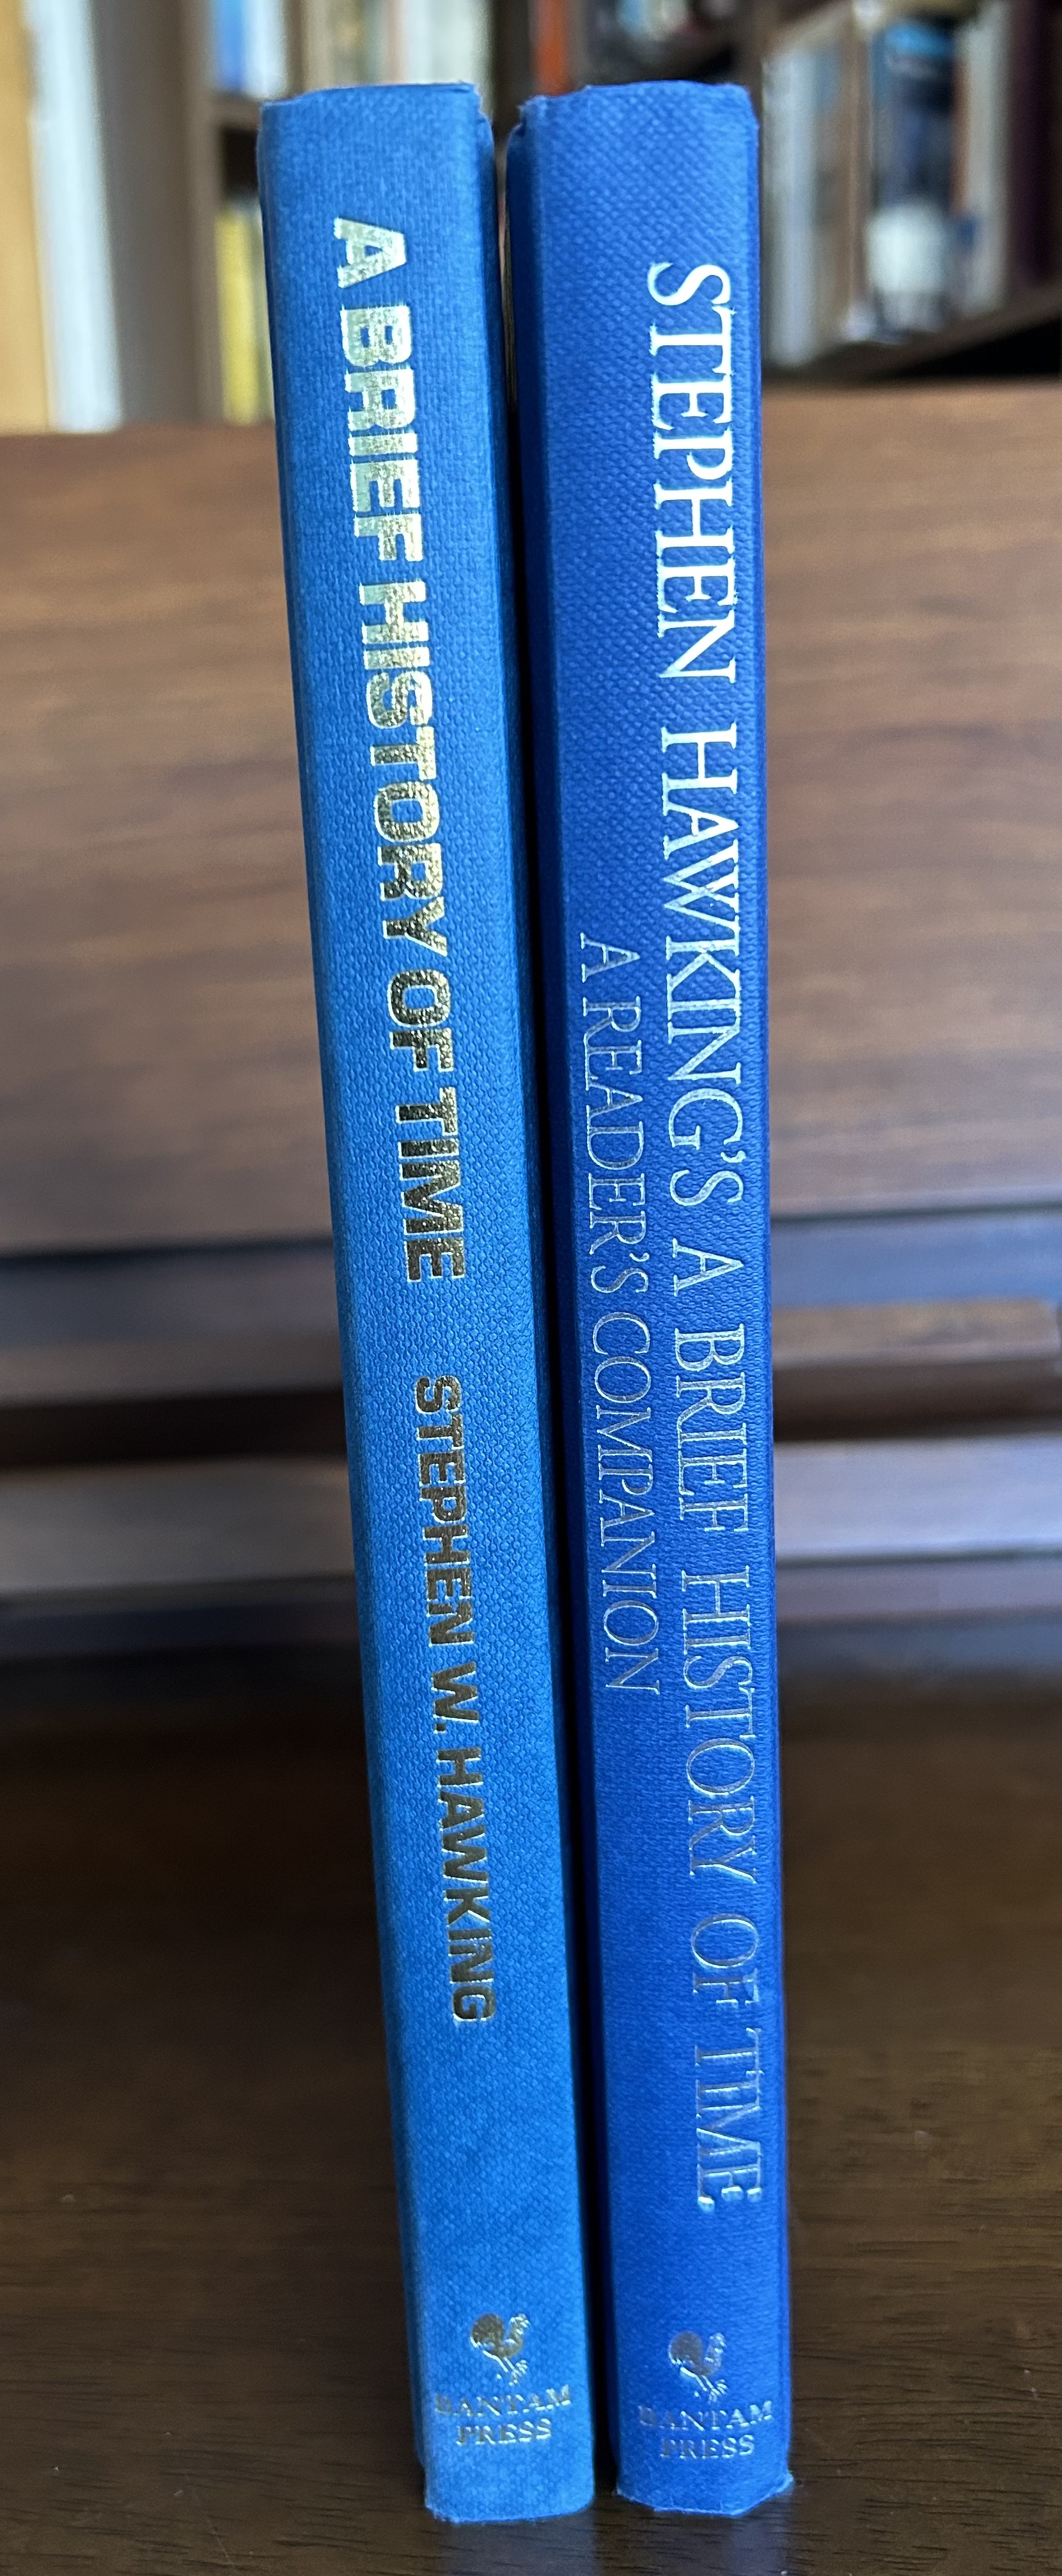 A BRIEF HISTORY OF TIME STEPHEN W. HAWKING
BANTAM
PRESS
STEPHEN HAWKING'S A BRIEF HISTORY OF TIME:
A READER'S COMPANION
BANTAM
PRESS